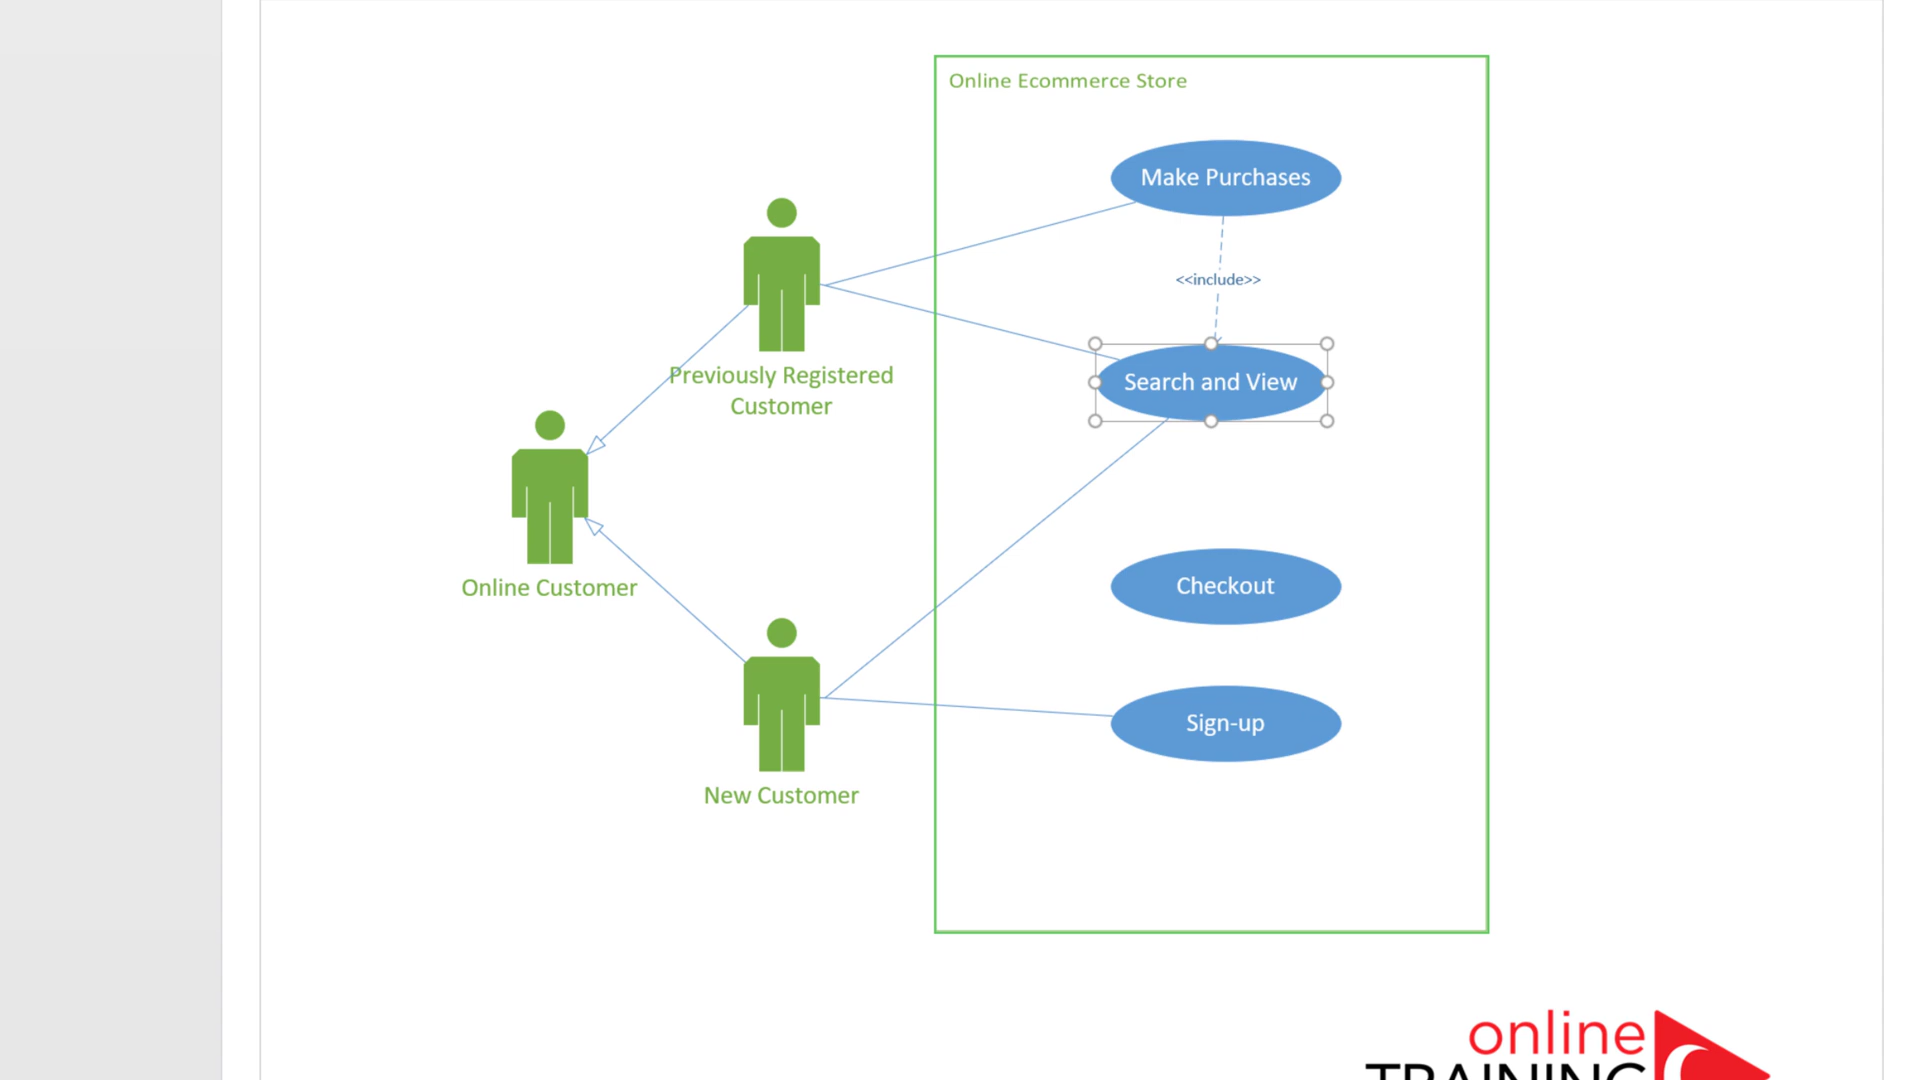 Online Ecommerce Store
Make Purchases
<<include>>
Previously Registered
Customer
Search and View
Online Customer
Checkout
Sign-up
New Customer
online
TRAINING